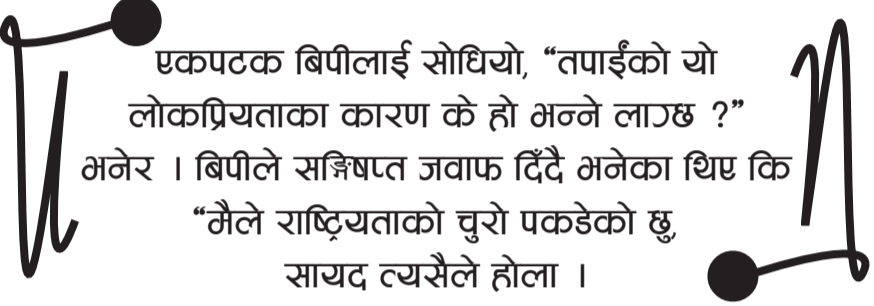 एकपटक बिपीलाई सोधियो, “तपाईंको यो
लोकप्रियताका कारण के हो भन्ने लाग्छ ?”
भनेर । बिपीले सङ्क्षिप्त जवाफ दिँदै भनेका थिए कि
“मैले राष्ट्रियताको चुरो पकडेको छु,
सायद त्यसैले होला ।